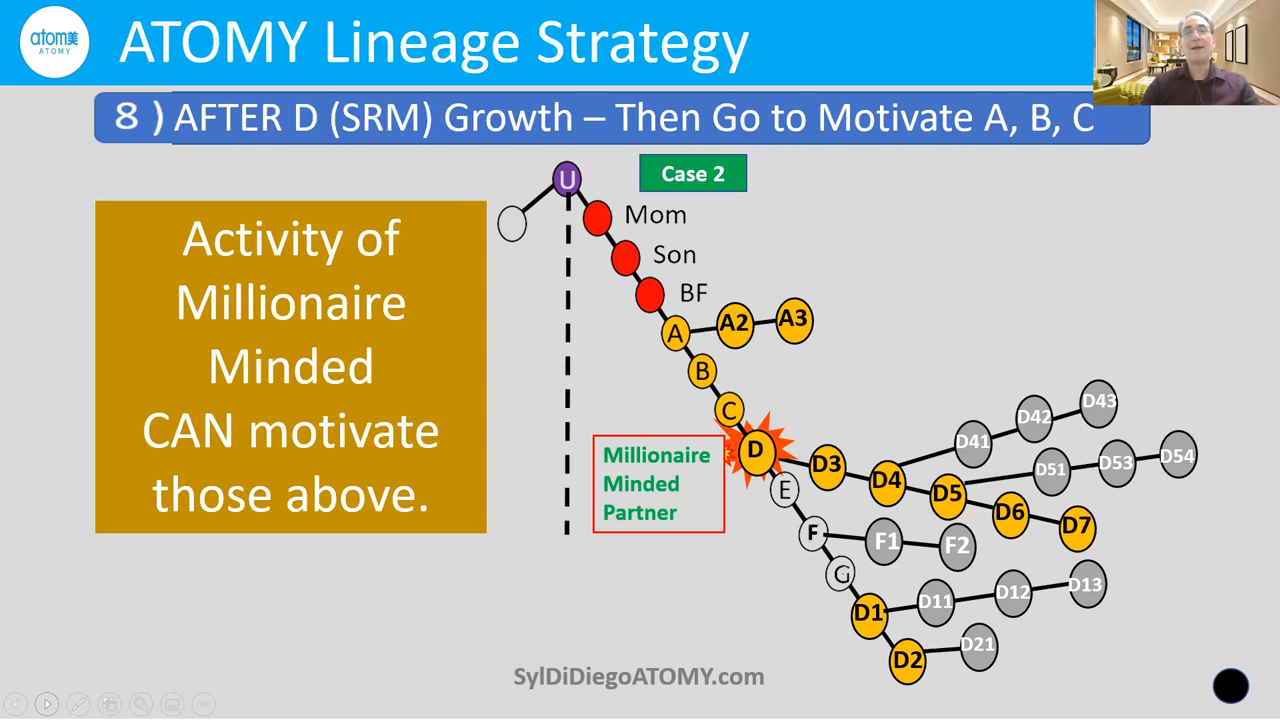 atom美
ATOMY
ATOMY Lineage Strategy
8 ) AFTER D (SRM) Growth – Then Go to Motivate A, B, C
Activity of
Millionaire
Minded
CAN motivate
those above.
Case 2
U
Mom
Son
BF
A
A2
A3
B
C
D
Millionaire
Minded
Partner
D3
D4
D5
D6
D7
D41
D42
D43
D51
D53
D54
E
F
F1
F2
G
D1
D11
D12
D13
D2
D21
SylDiDiegoATOMY.com